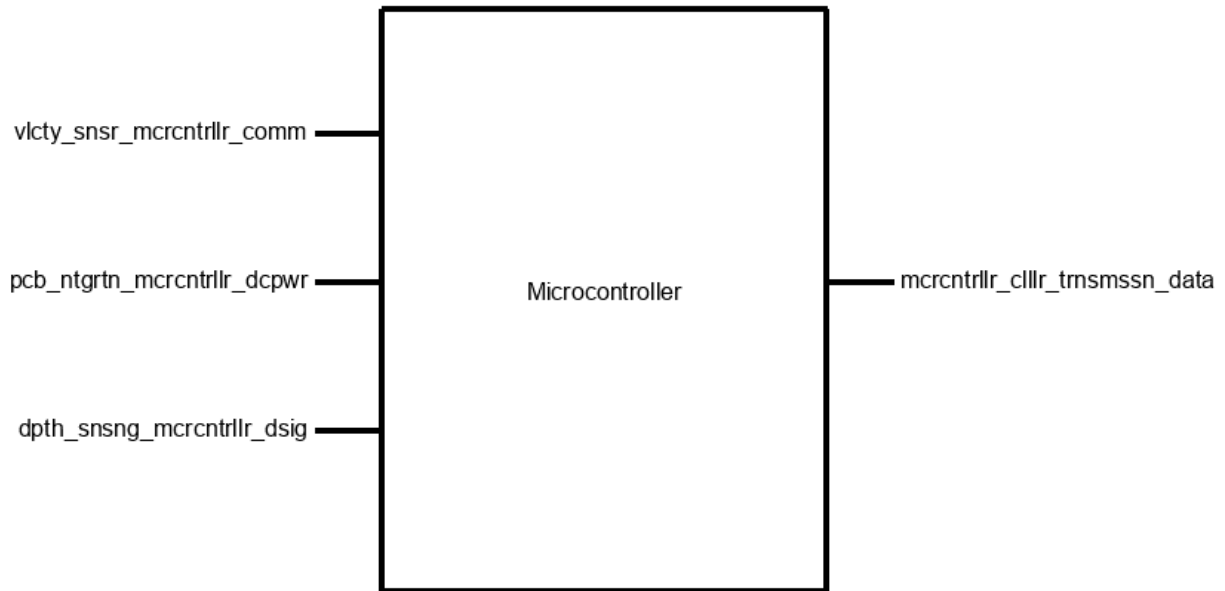 vlcty_snsr_mcrcntrllr_comm
pcb_ntgrtn_mcrcntrllr_dcpwr
Microcontroller
mcrcntrllr_clllr_trnsmssn_data
dpth_snsng_mcrcntrllr_dsig